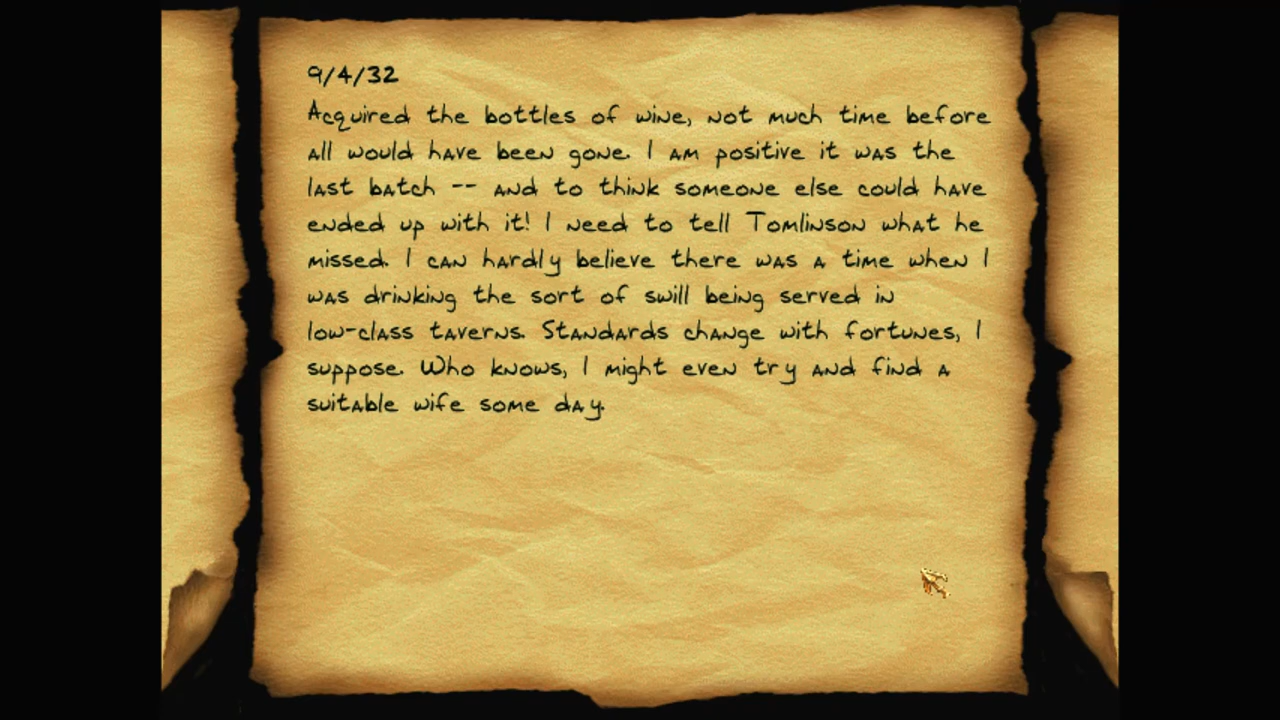 9/4/32
Acquired the bottles of wine, not much time before
all would have been gone. I am positive it was the
last batch -- and to think someone else could have
ended up with it! I need to tell Tomlinson what he
missed. I can hardly believe there was a time when I
was drinking the sort of swill being served in
low-class taverns. Standards change with fortunes, I
suppose. Who knows, I might even try and find a
suitable wife some day.